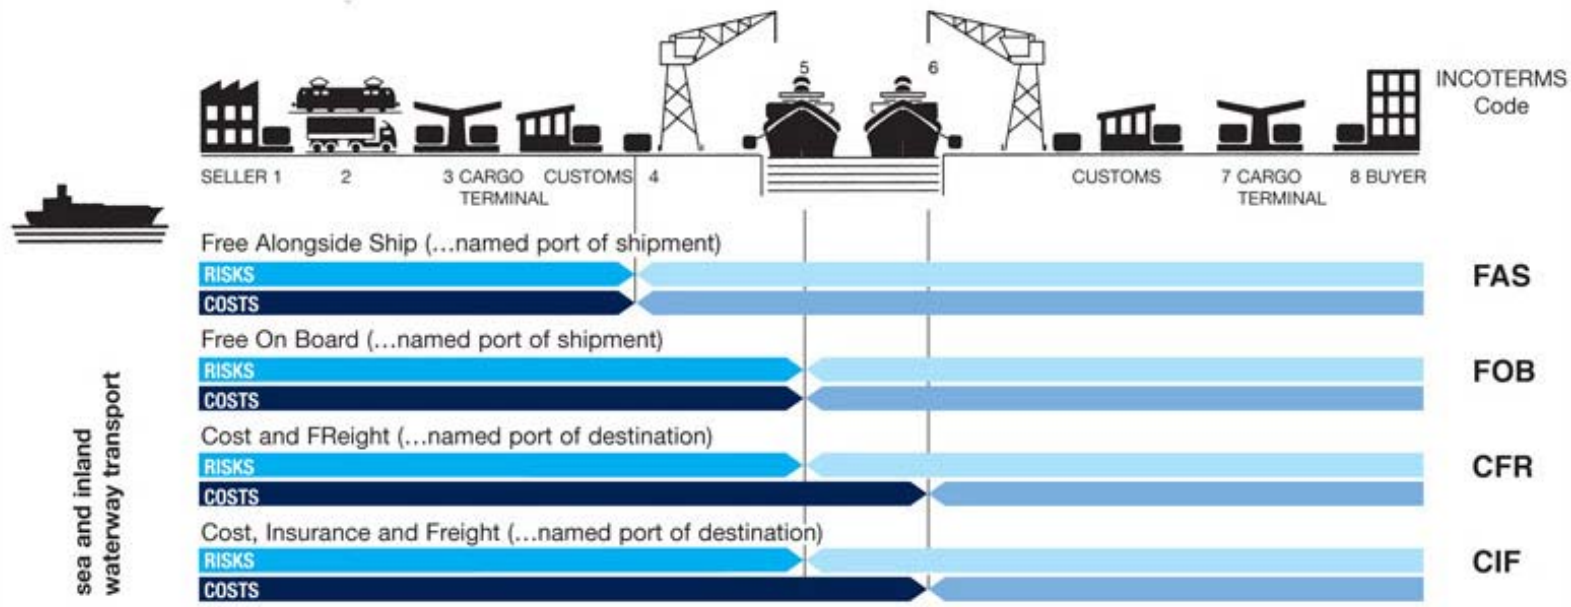 5
6
INCOTERMS
Code
SELLER 1
2
3 CARGO
TERMINAL
CUSTOMS
4
CUSTOMS
7 CARGO
TERMINAL
8 BUYER
Free Alongside Ship (...named port of shipment)
RISKS
COSTS
FAS
Free On Board (...named port of shipment)
RISKS
COSTS
FOB
Cost and FReight (...named port of destination)
RISKS
COSTS
CFR
Cost, Insurance and Freight (...named port of destination)
RISKS
COSTS
CIF
sea and inland
waterway transport